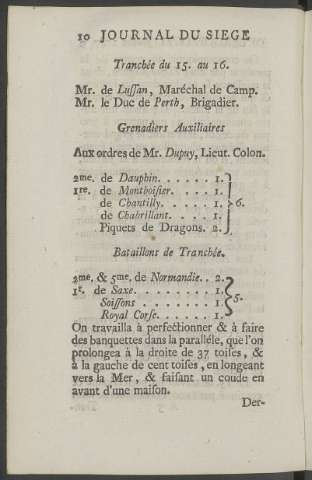 10 JOURNAL DU SIEGE
Tranchée du 15. au 16.
Mr. de Lussan, Maréchal de Camp.
Mr. le Duc de Perth, Brigadier.
Grenadiers Auxiliaires
Aux ordres de Mr. Dupuy, Lieut. Colon.
2me. de Dauphin. . . . . . 1.
1re. de Monthoisier. . . . 1.
de Chantilly. . . . . 1. 6.
de Chabrillant. . . . 1.
Piquets de Dragons. 2.
Bataillons de Tranchée.
2me. & 5me. de Normandie. . 2.
1r. de Saxe. . . . . . . . 1.
Soissons . . . . . . . 1. 5.
Royal Corse. . . . . . 1.
On travailla à perfectionner & à faire
des banquettes dans la paralléle, que l'on
prolongea à la droite de 37 toises, &
à la gauche de cent toises, en longeant
vers la Mer, & faisant un coude en
avant d'une maison.
Der-